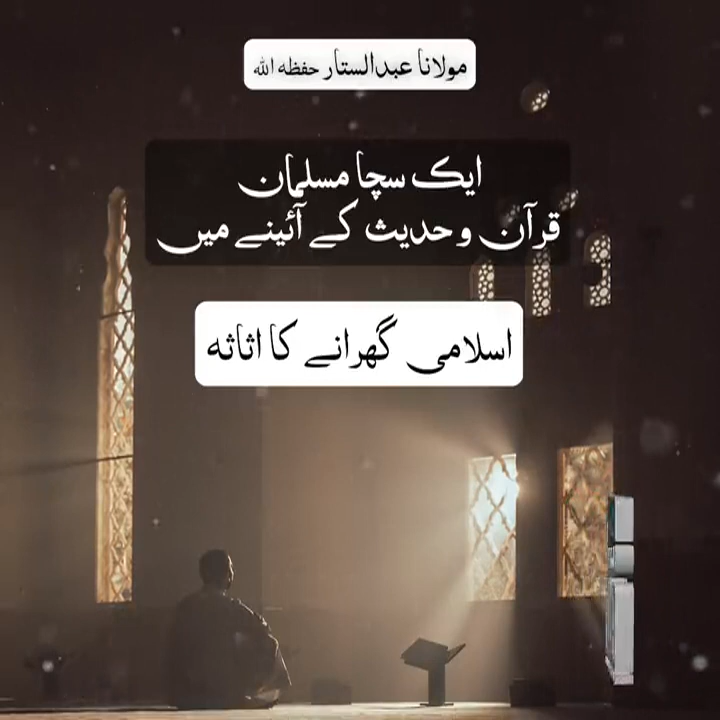 مولانا عبدالستار حفظہ اللہ
ایک سچا مسلمان
قرآن و حدیث کے آئینے میں
اسلامی گھرانے کا اثاثہ